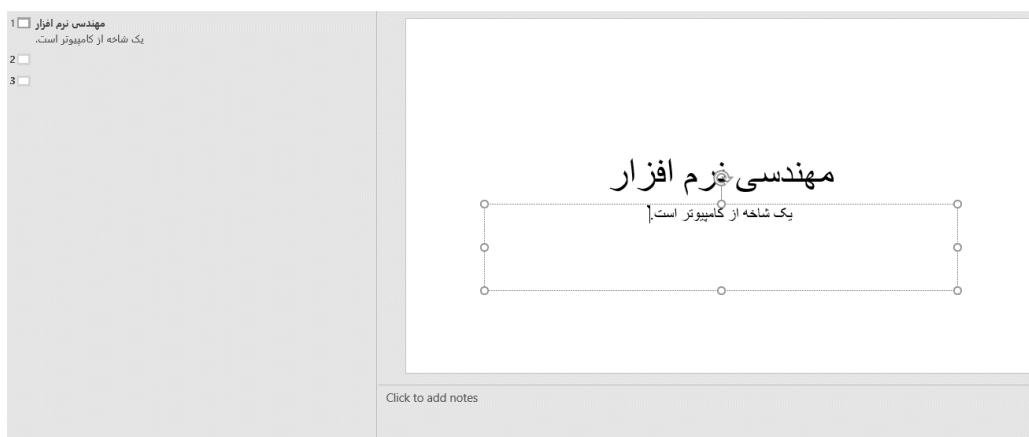 1 مهندسی نرم افزار
یک شاخه از کامپیوتر است.
2
3
مهندسی نرم افزار
یک شاخه از کامپیوتر است.
Click to add notes